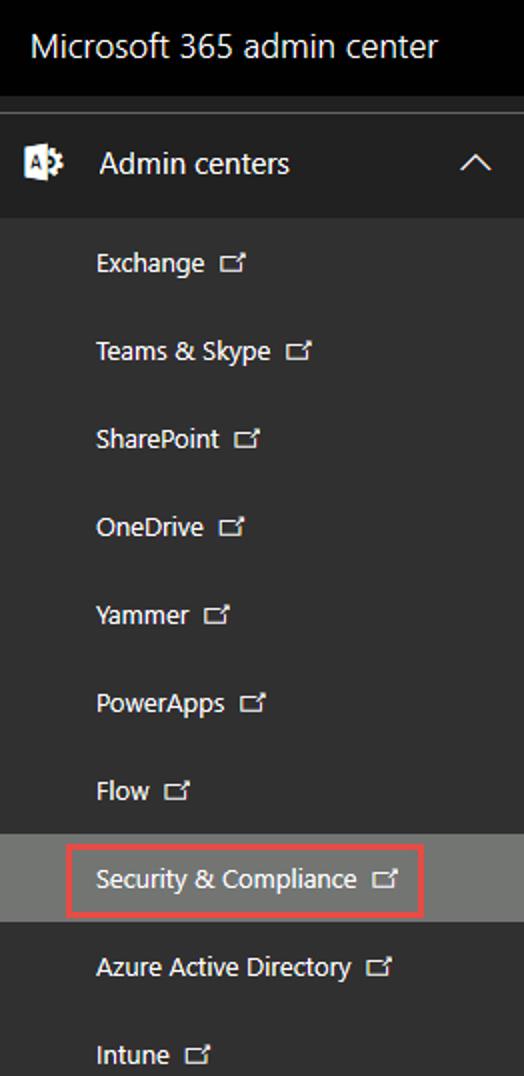 Microsoft 365 admin center
A
Admin centers
Exchange
Teams & Skype
SharePoint
OneDrive
Yammer
PowerApps
Flow
Security & Compliance
Azure Active Directory
Intune